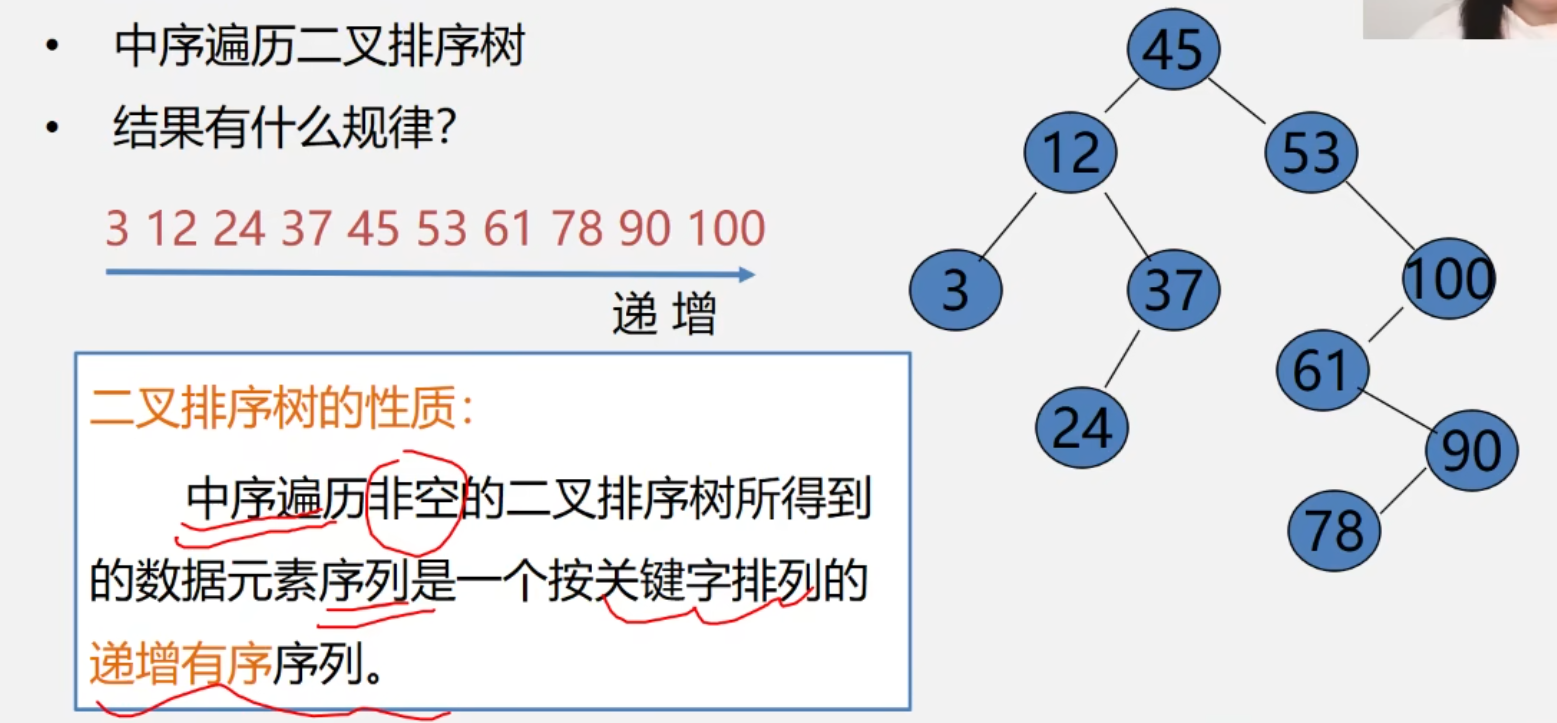 • 中序遍历二叉排序树
• 结果有什么规律?
3 12 24 37 45 53 61 78 90 100
递 增
二叉排序树的性质：
中序遍历非空的二叉排序树所得到
的数据元素序列是一个按关键字排列的
递增有序序列。
45
12
53
3
37
100
61
24
90
78